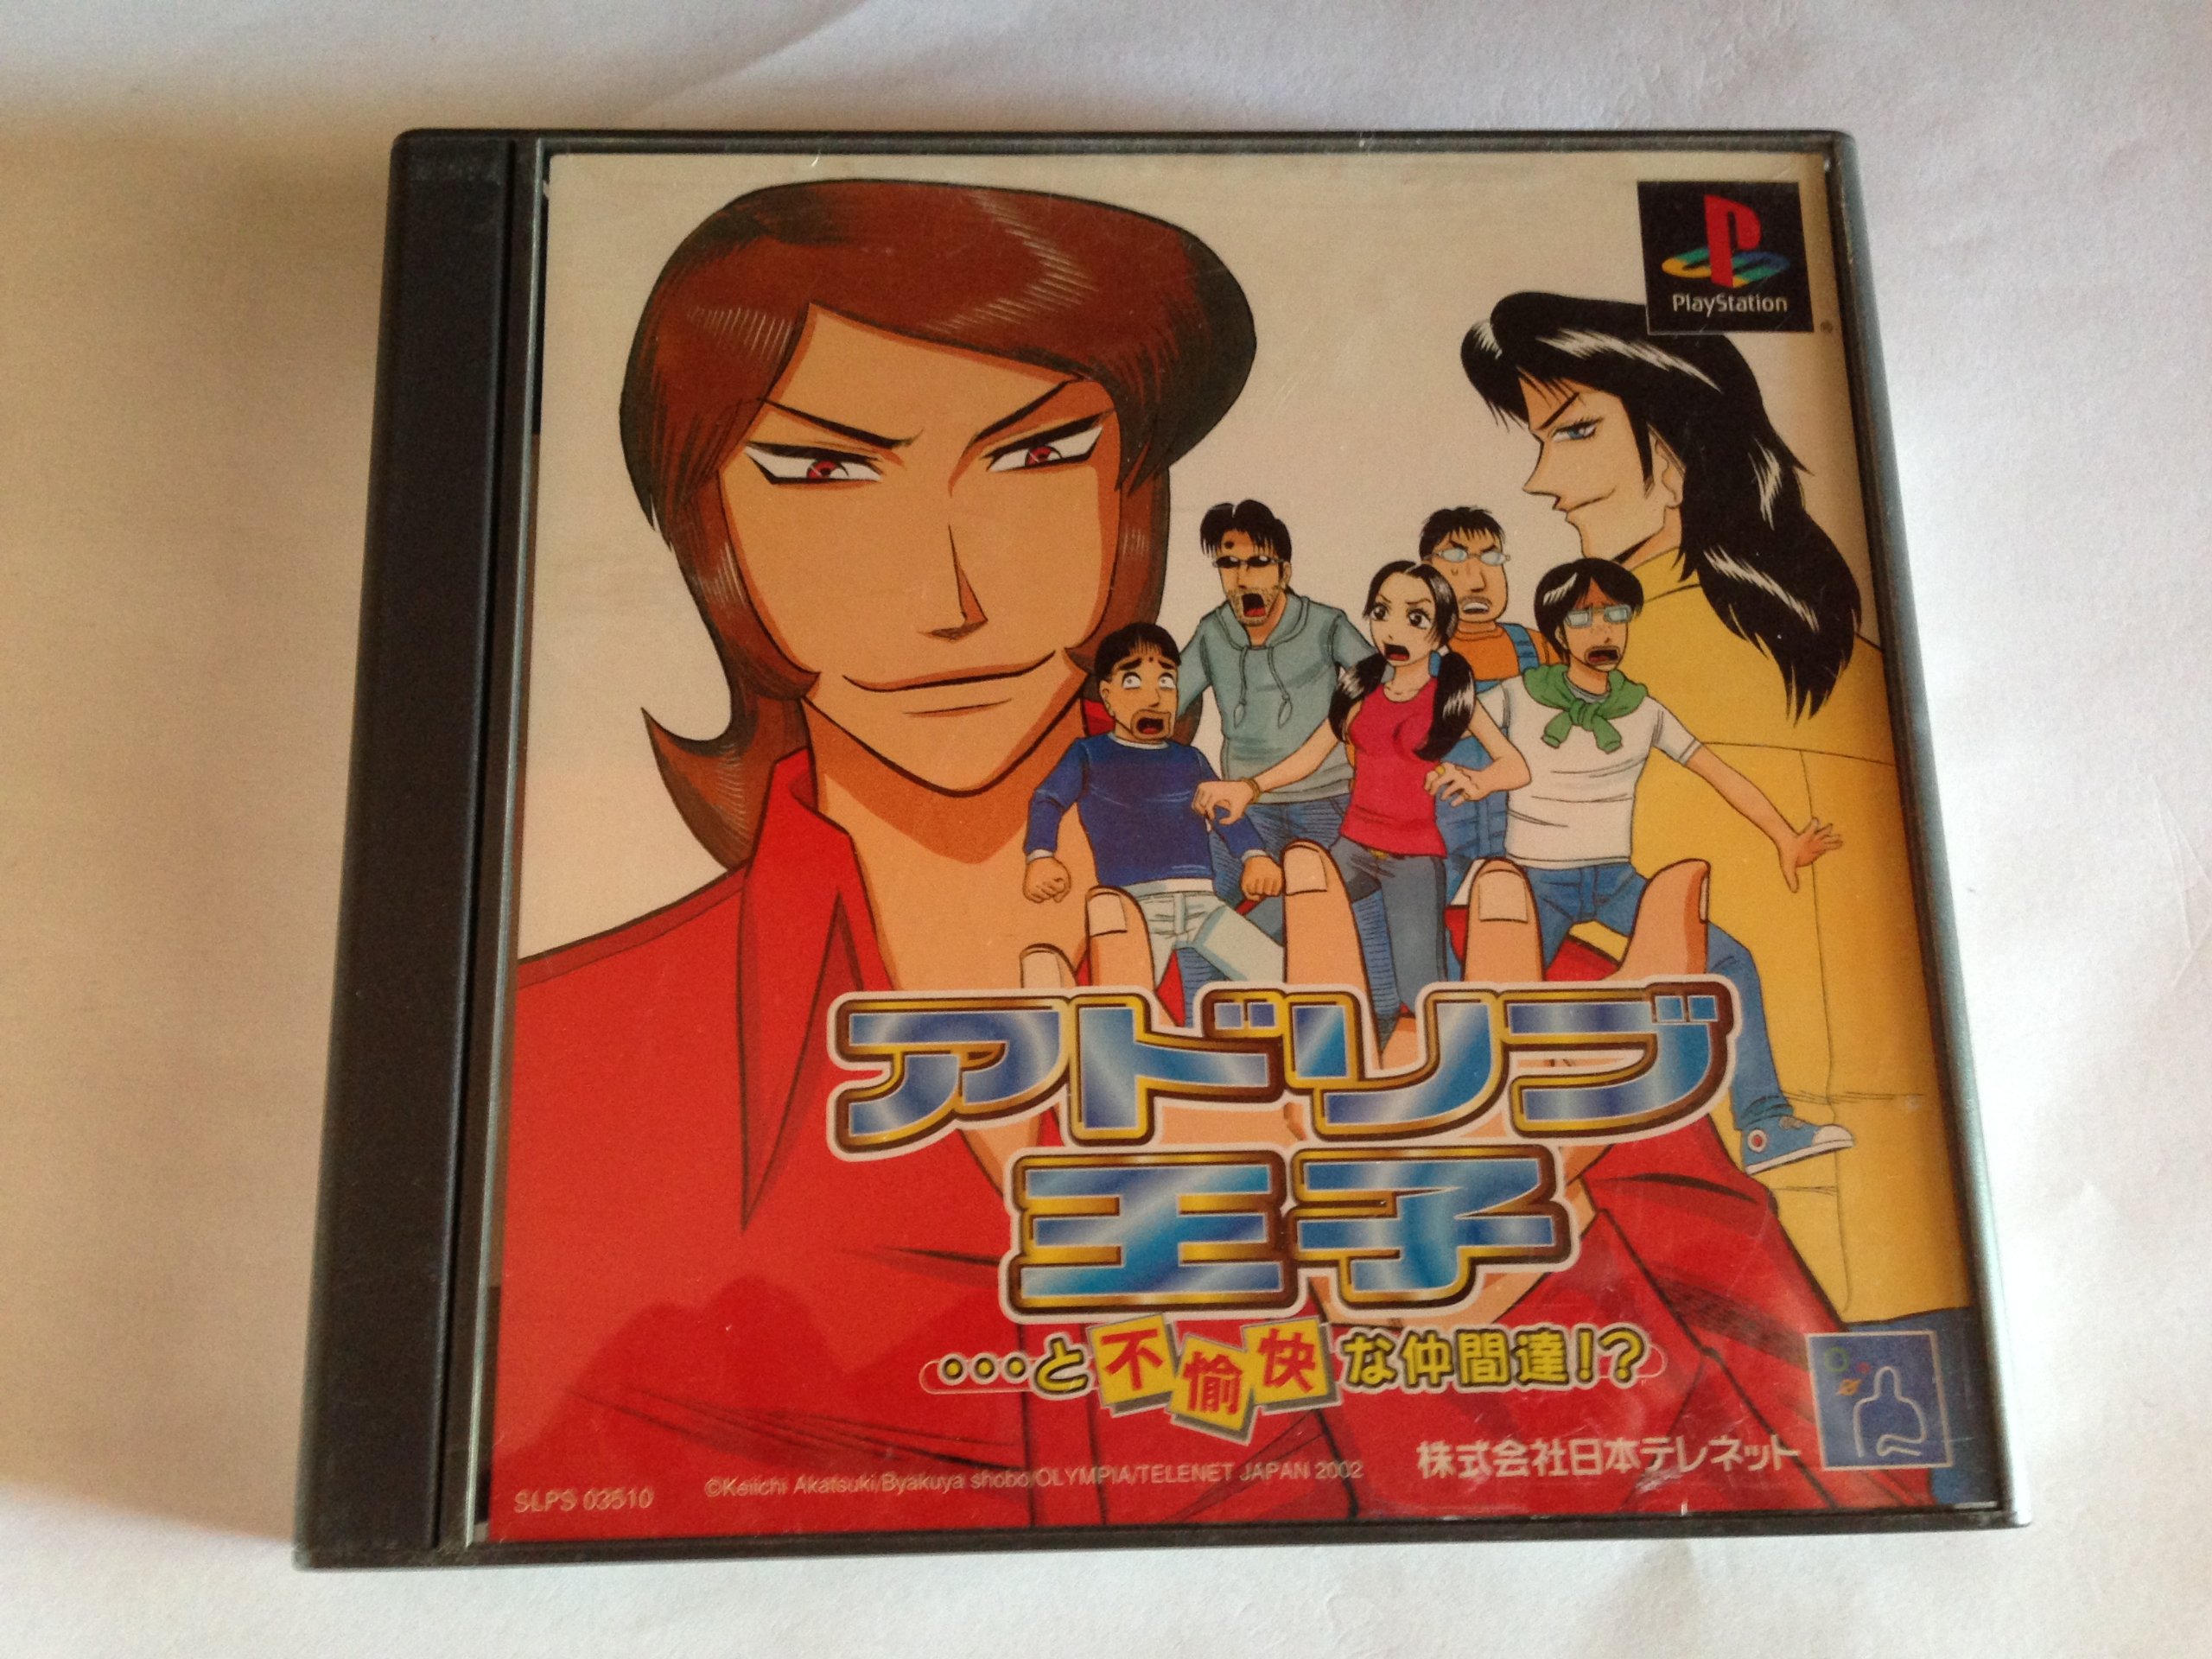 PlayStation
アドリブ
王子
・・・と不愉快な仲間達!?
株式会社日本テレネット
©Keiichi Akatsuki/Byakuya shobo/OLYMPIA/TELENET JAPAN 2002
SLPS 03510